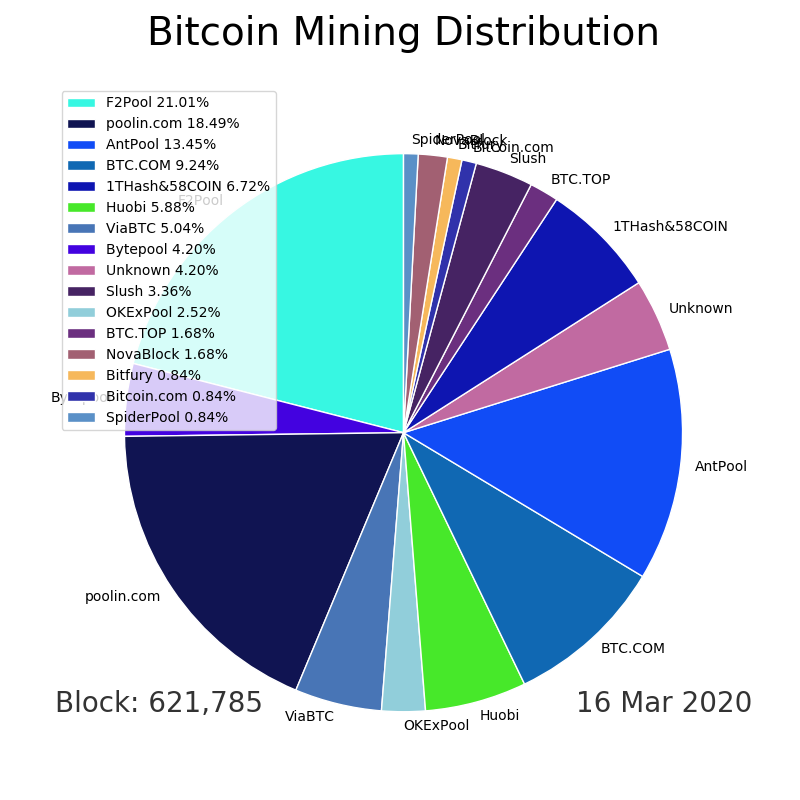 Bitcoin Mining Distribution
F2Pool 21.01%
poolin.com 18.49%
AntPool 13.45%
BTC.COM 9.24%
1THash&58COIN 6.72%
Huobi 5.88%
ViaBTC 5.04%
Bytepool 4.20%
Unknown 4.20%
Slush 3.36%
OKExPool 2.52%
BTC.TOP 1.68%
NovaBlock 1.68%
Bitfury 0.84%
Bitcoin.com 0.84%
SpiderPool 0.84%
SpiderPool
NovaBlock
Bitcoin.com
Slush
BTC.TOP
1THash&58COIN
Unknown
AntPool
BTC.COM
Huobi
OKExPool
ViaBTC
poolin.com
F2Pool
Block: 621,785
16 Mar 2020